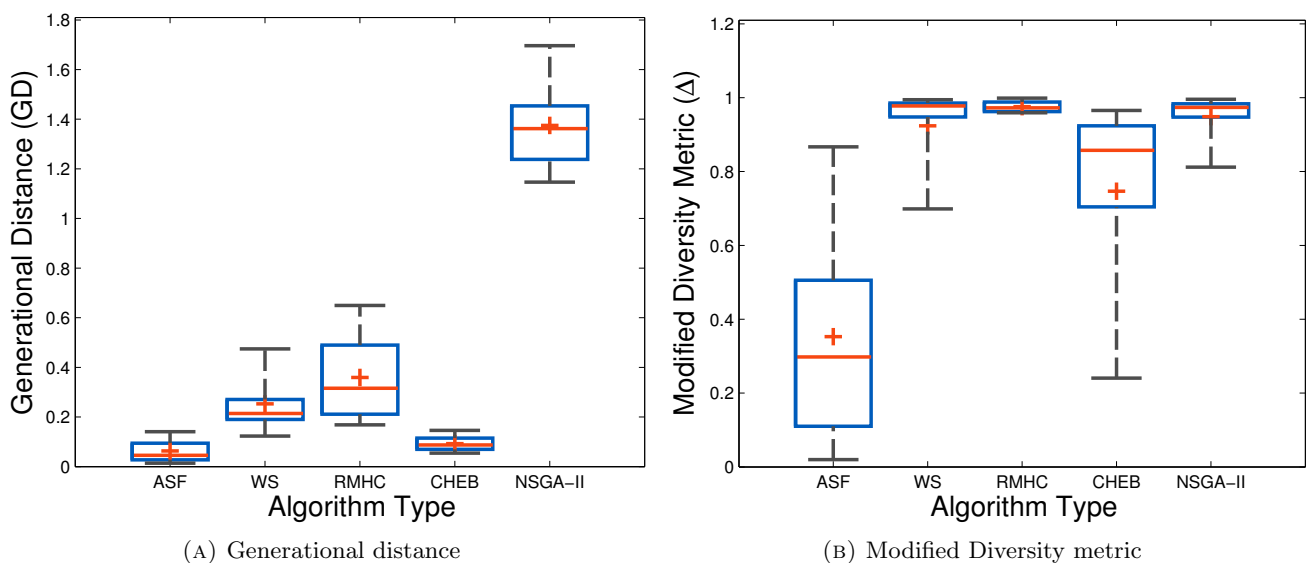 Generational Distance (GD)
1.8
1.6
1.4
1.2
1
0.8
0.6
0.4
0.2
0
ASF WS RMHC CHEB NSGA−II
Algorithm Type
(A) Generational distance
Modified Diversity Metric (Δ)
1.2
1
0.8
0.6
0.4
0.2
0
ASF WS RMHC CHEB NSGA−II
Algorithm Type
(B) Modified Diversity metric